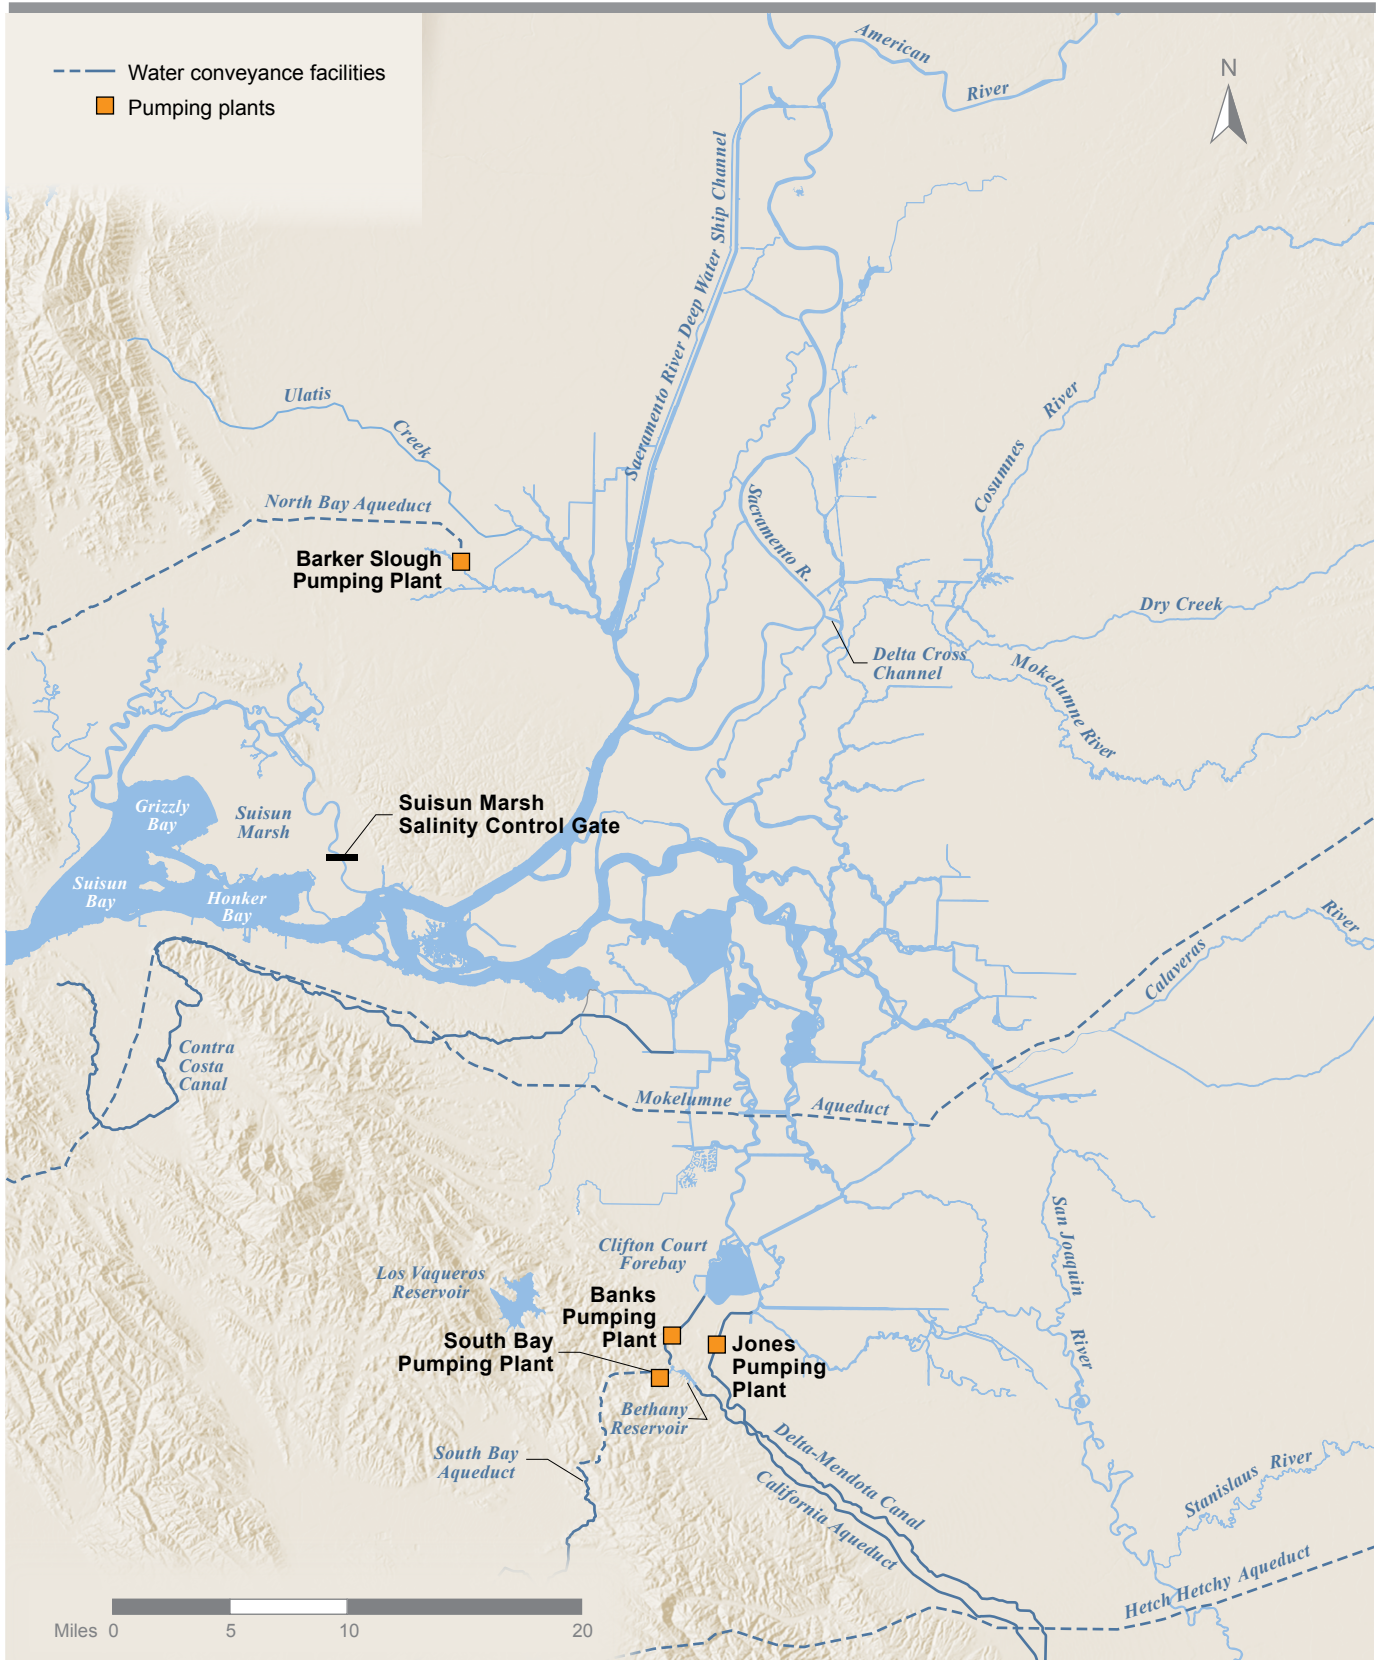 Water conveyance facilities
Pumping plants
American
River
N
Sacramento River Deep Water Ship Channel
Ulatis
Creek
North Bay Aqueduct
Barker Slough
Pumping Plant
Sacramento R.
Cosumnes
River
Dry Creek
Delta Cross
Channel
Mokelumne River
Grizzly
Bay
Suisun
Marsh
Suisun Marsh
Salinity Control Gate
Suisun
Bay
Honker
Bay
Calaveras
River
Contra
Costa
Canal
Mokelumne
Aqueduct
San Joaquin
River
Clifton Court
Forebay
Los Vaqueros
Reservoir
Banks
Pumping
Plant
South Bay
Pumping Plant
Jones
Pumping
Plant
Bethany
Reservoir
South Bay
Aqueduct
Delta-Mendota Canal
California Aqueduct
Stanislaus River
Hetch Hetchy Aqueduct
Miles 0 5 10 20